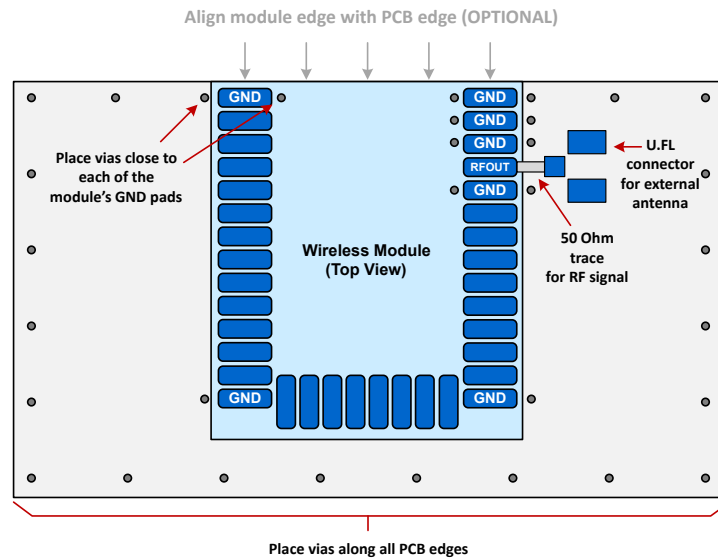 Align module edge with PCB edge (OPTIONAL)
GND
GND
GND
GND
RFOUT
GND
Place vias close to
each of the
module's GND pads
U.FL
connector
for external
antenna
50 Ohm
trace
for RF signal
Wireless Module
(Top View)
GND
GND
Place vias along all PCB edges